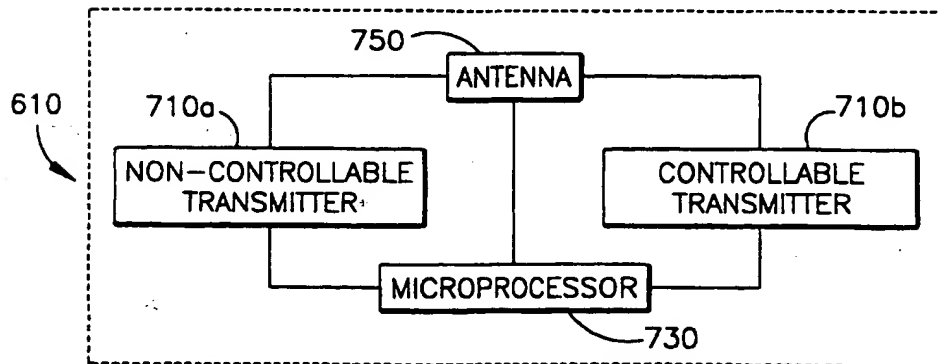 750
ANTENNA
610
710a
710b
NON-CONTROLLABLE
TRANSMITTER
CONTROLLABLE
TRANSMITTER
MICROPROCESSOR
730